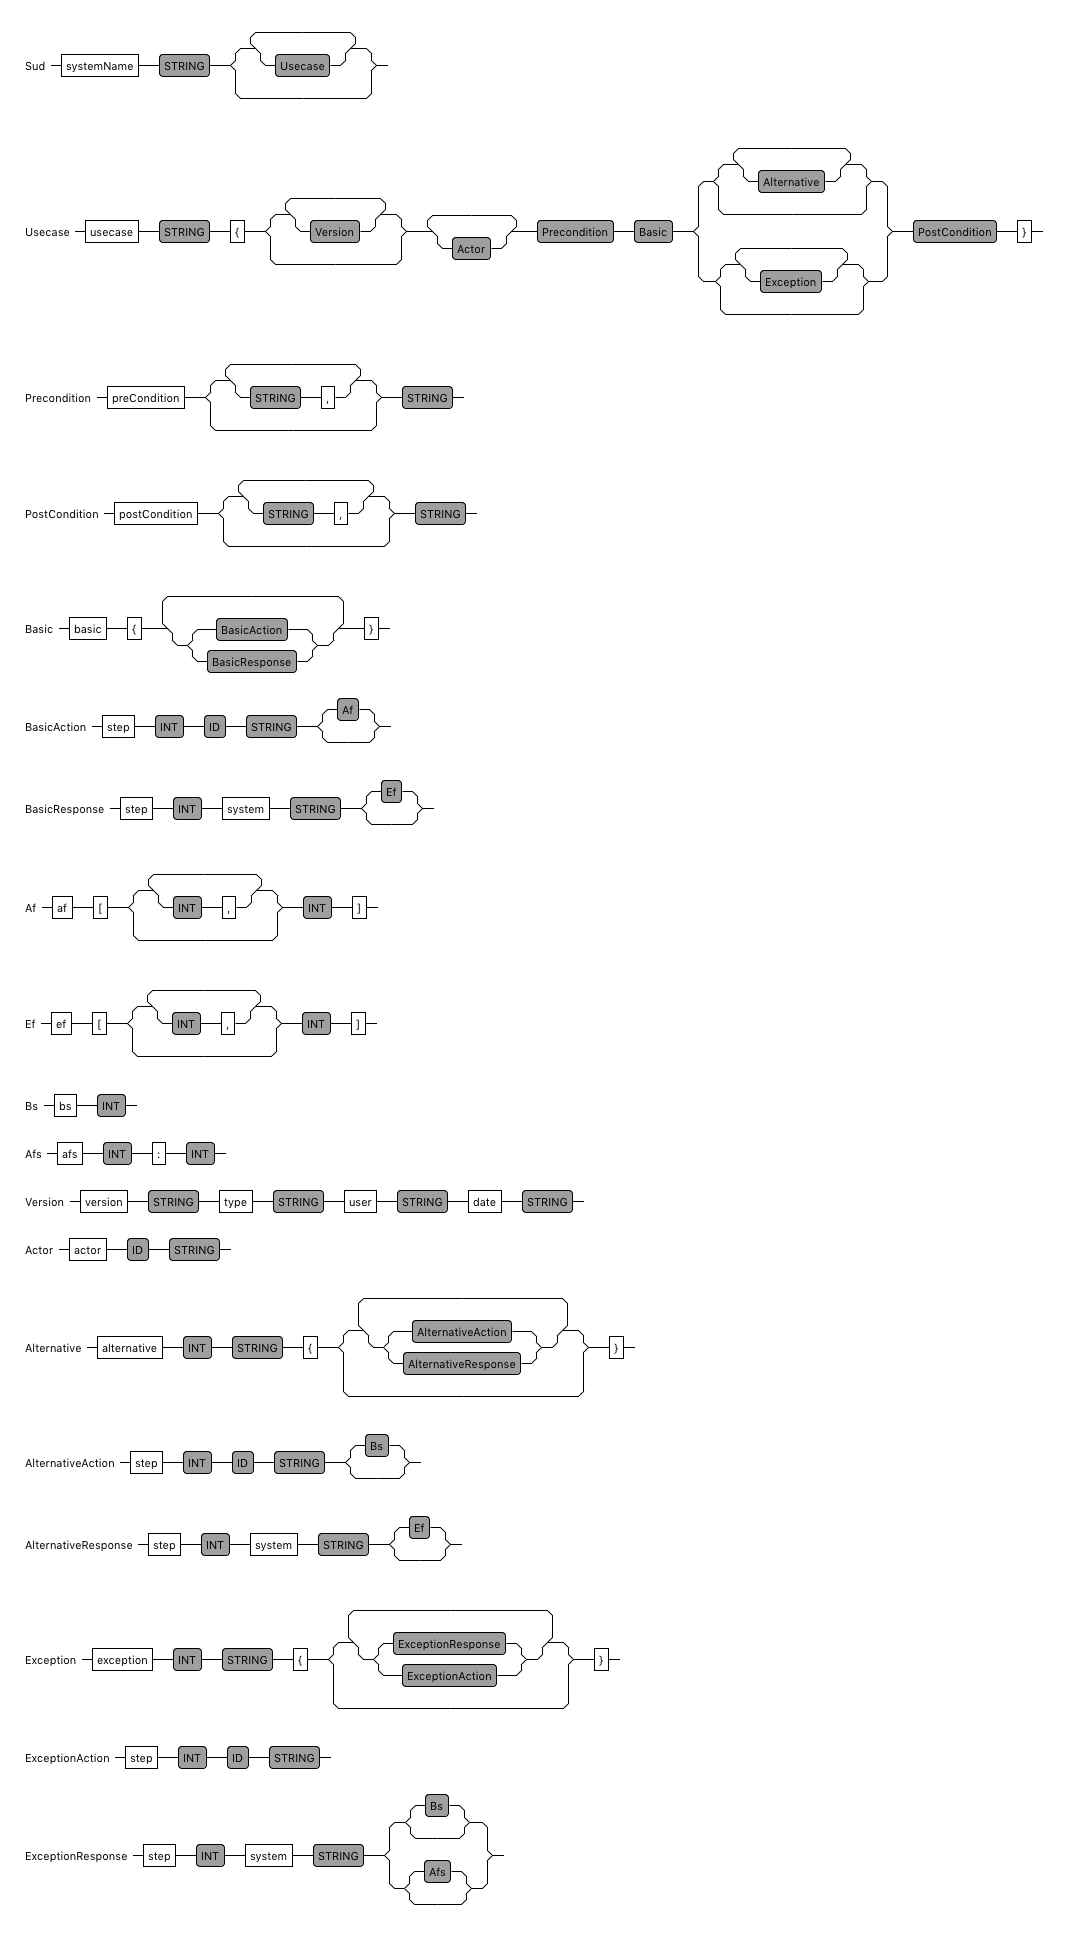 Sud systemName STRING Usecase
Usecase usecase STRING { Version Actor Precondition Basic Alternative Exception PostCondition }
Precondition preCondition STRING , STRING
PostCondition postCondition STRING , STRING
Basic basic { BasicAction BasicResponse }
BasicAction step INT ID STRING Af
BasicResponse step INT system STRING Ef
Af af [ INT , INT ]
Ef ef [ INT , INT ]
Bs bs INT
Afs afs INT : INT
Version version STRING type STRING user STRING date STRING
Actor actor ID STRING
Alternative alternative INT STRING { AlternativeAction AlternativeResponse }
AlternativeAction step INT ID STRING Bs
AlternativeResponse step INT system STRING Ef
Exception exception INT STRING { ExceptionResponse ExceptionAction }
ExceptionAction step INT ID STRING
ExceptionResponse step INT system STRING Bs Afs